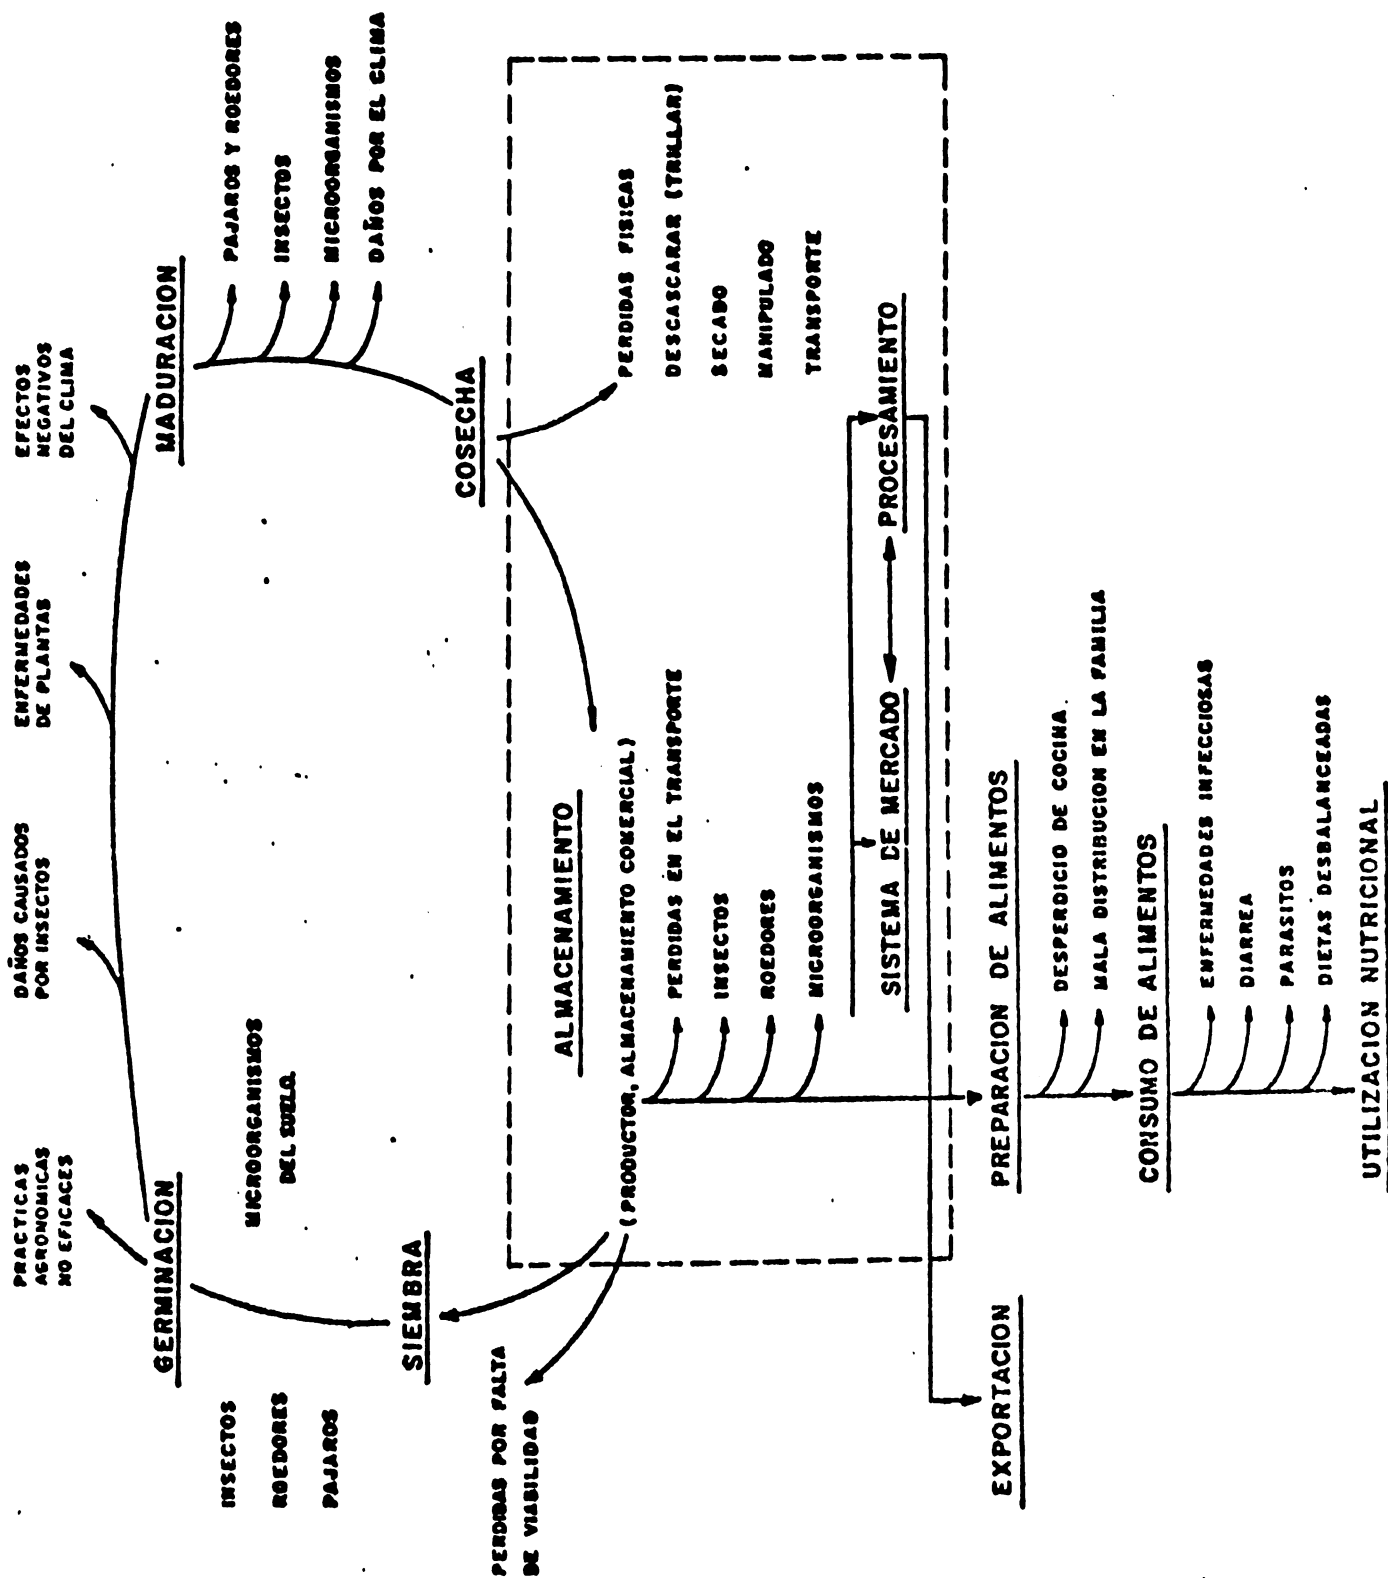 PRACTICAS
AGRONOMICAS
NO EFICACES
DAÑOS CAUSADOS
POR INSECTOS
ENFERMEDADES
DE PLANTAS
EFECTOS
NEGATIVOS
DEL CLIMA
GERMINACION
MADURACION
INSECTOS
ROEDORES
PAJAROS
MICROORGANISMOS
DEL SUELO.
PAJAROS Y ROEDORES
INSECTOS
MICROORGANISMOS
DAÑOS POR EL CLIMA
SIEMBRA
COSECHA
PERDIDAS POR FALTA
DE VIABILIDAD
ALMACENAMIENTO
(PRODUCTOR, ALMACENAMIENTO COMERCIAL)
PERDIDAS FISICAS
DESCASCARAR (TRILLAR)
SECADO
MANIPULADO
TRANSPORTE
PERDIDAS EN EL TRANSPORTE
INSECTOS
ROEDORES
MICROORGANISMOS
SISTEMA DE MERCADO
PROCESAMIENTO
EXPORTACION
PREPARACION DE ALIMENTOS
DESPERDICIO DE COCINA.
MALA DISTRIBUCION EN LA FAMILIA
CONSUMO DE ALIMENTOS
ENFERMEDADES INFECCIOSAS
DIARREA
PARASITOS
DIETAS DESBALANCEADAS
UTILIZACION NUTRICIONAL